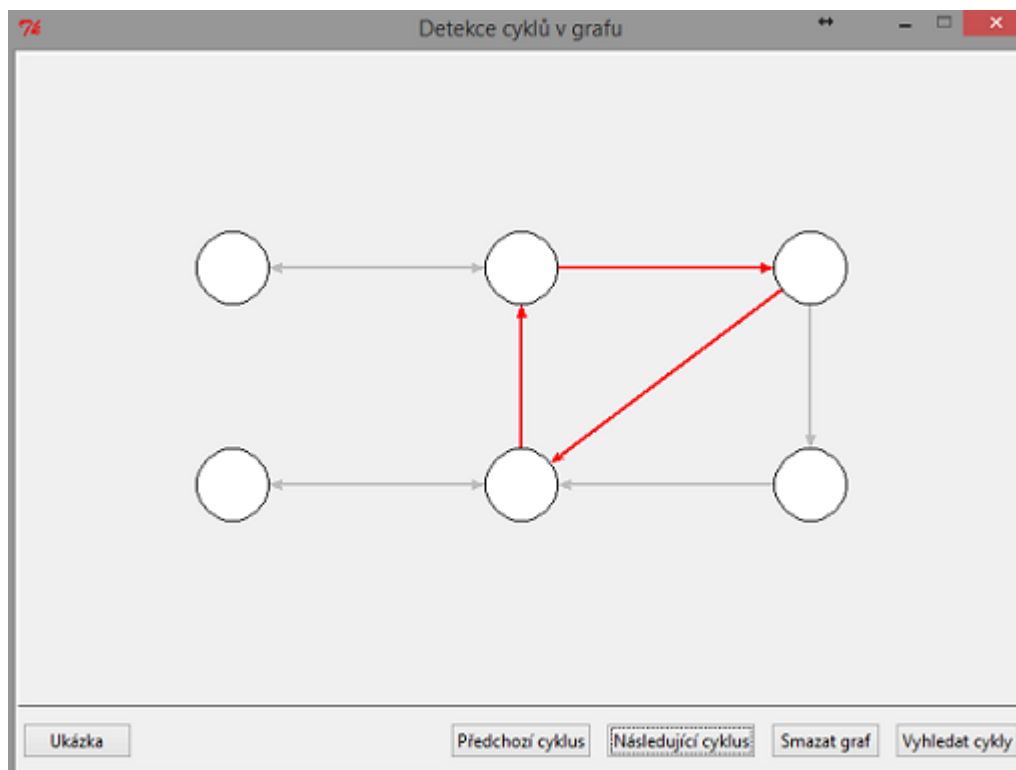 Detekce cyklů v grafu
Ukázka
Předchozí cyklus
Následující cyklus
Smazat graf
Vyhledat cykly